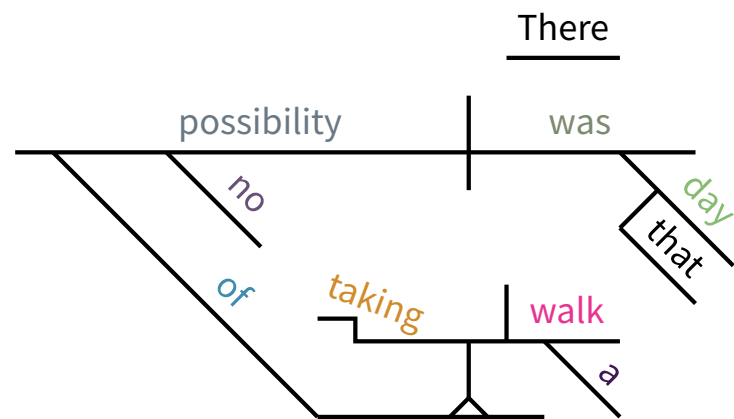 There
possibility was
no day
that
of taking walk
a